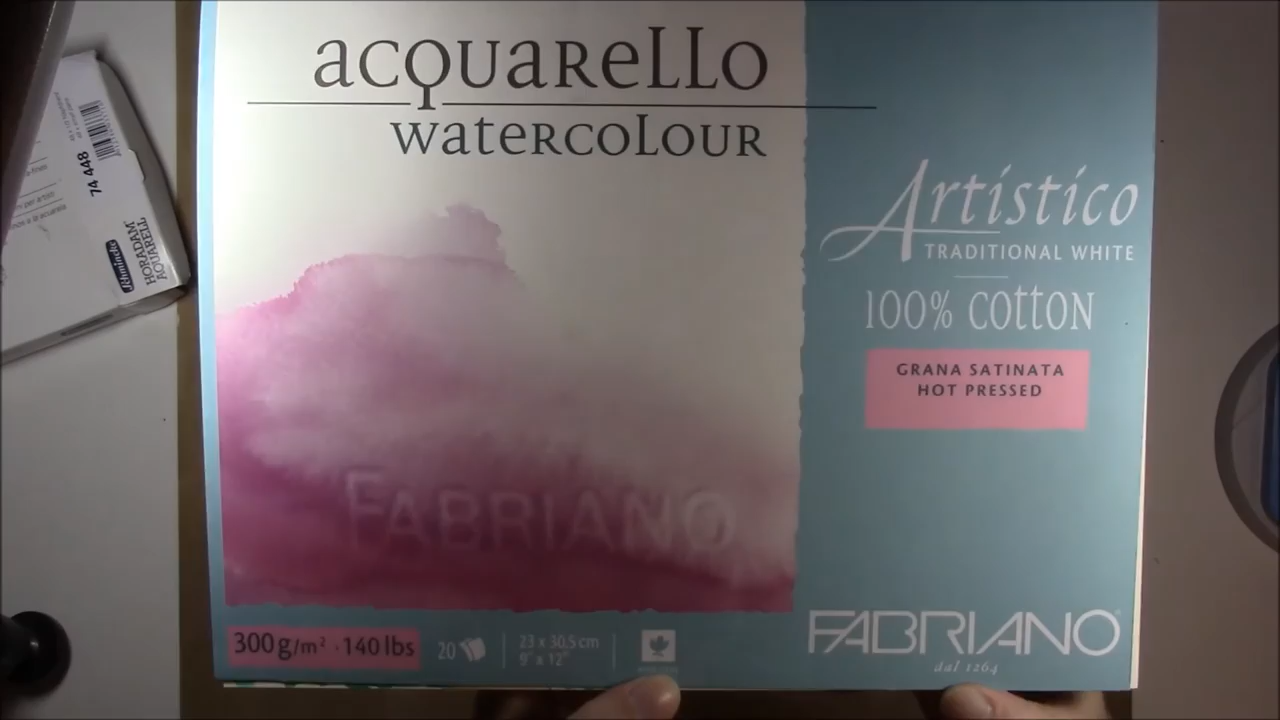 acquarello
watercolour
Artistico
TRADITIONAL WHITE
100% COTTON
GRANA SATINATA
HOT PRESSED
FABRIANO
300g/m² · 140 lbs
20
23 x 30,5 cm
9" x 12"
FABRIANO
dal 1264
74 448
Schmincke
HORADAM
AQUARELL